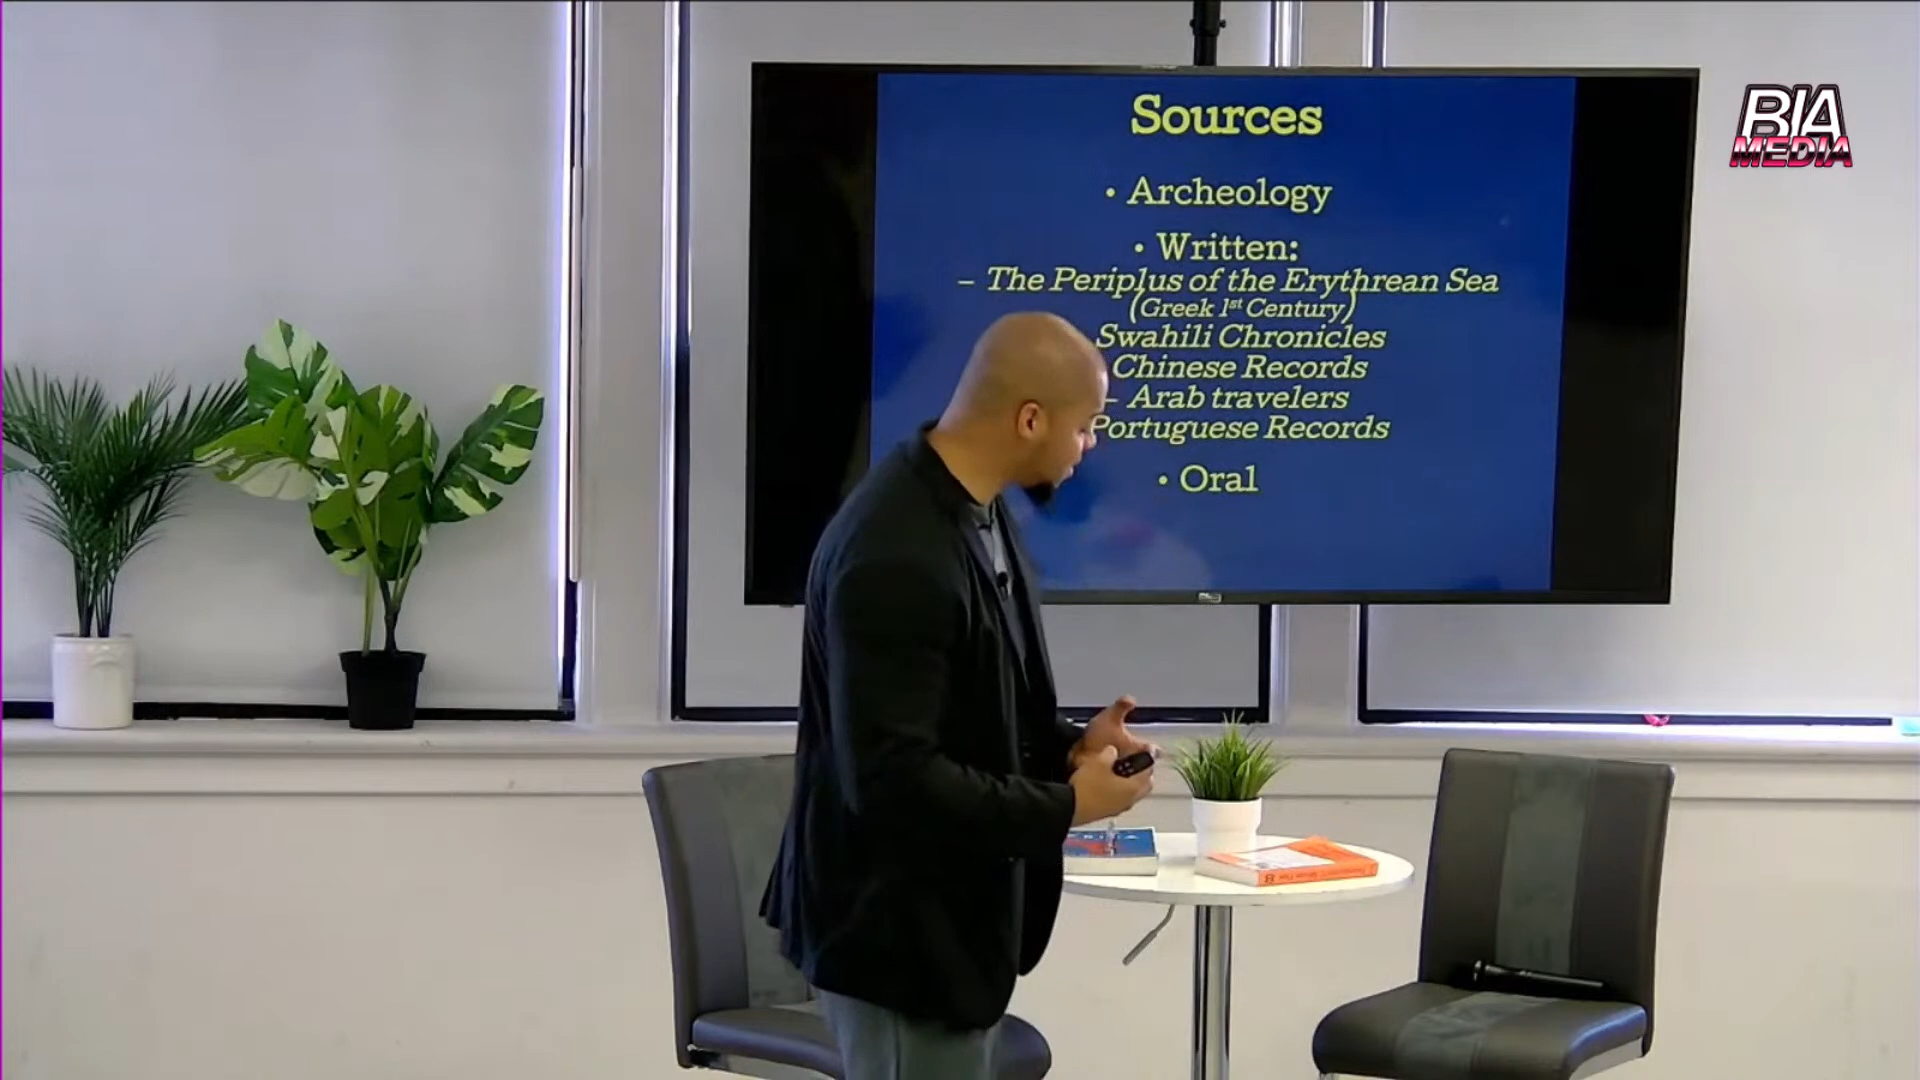 Sources
• Archeology
• Written:
– The Periplus of the Erythrean Sea
(Greek 1st Century)
Swahili Chronicles
Chinese Records
– Arab travelers
Portuguese Records
• Oral
BIA
MEDIA